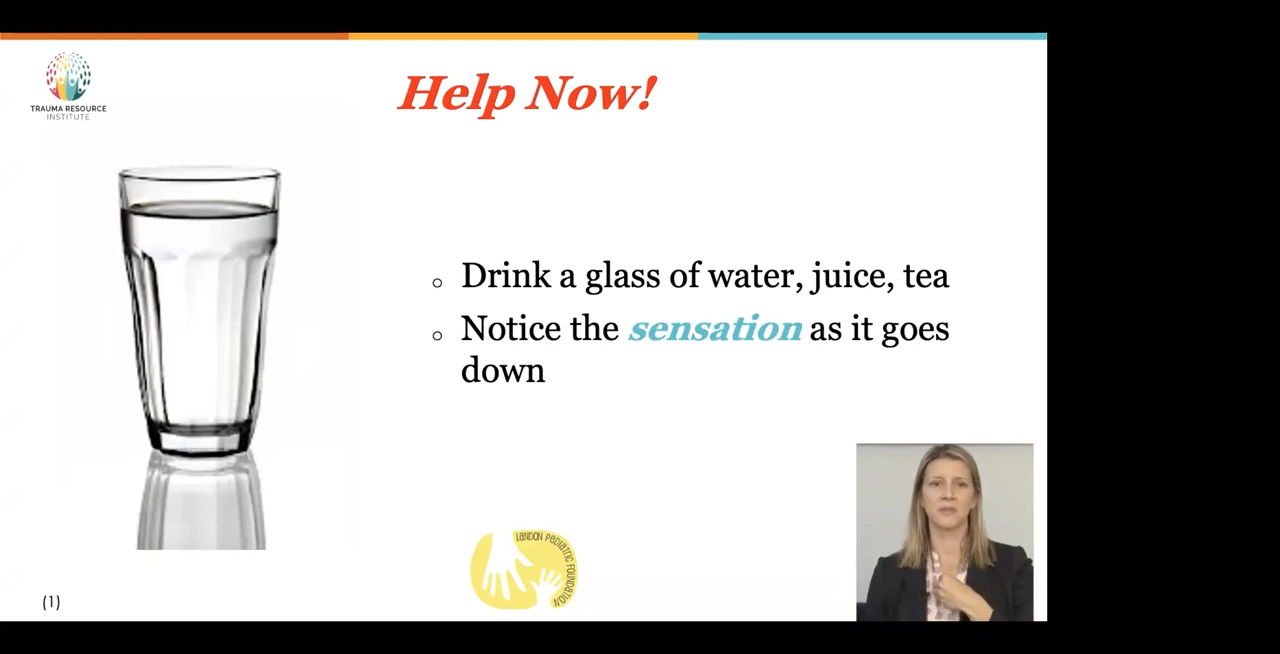 TRAUMA RESOURCE
INSTITUTE
Help Now!
Drink a glass of water, juice, tea
Notice the sensation as it goes
down
LANDON PEDIATRIC FOUNDATION
(1)